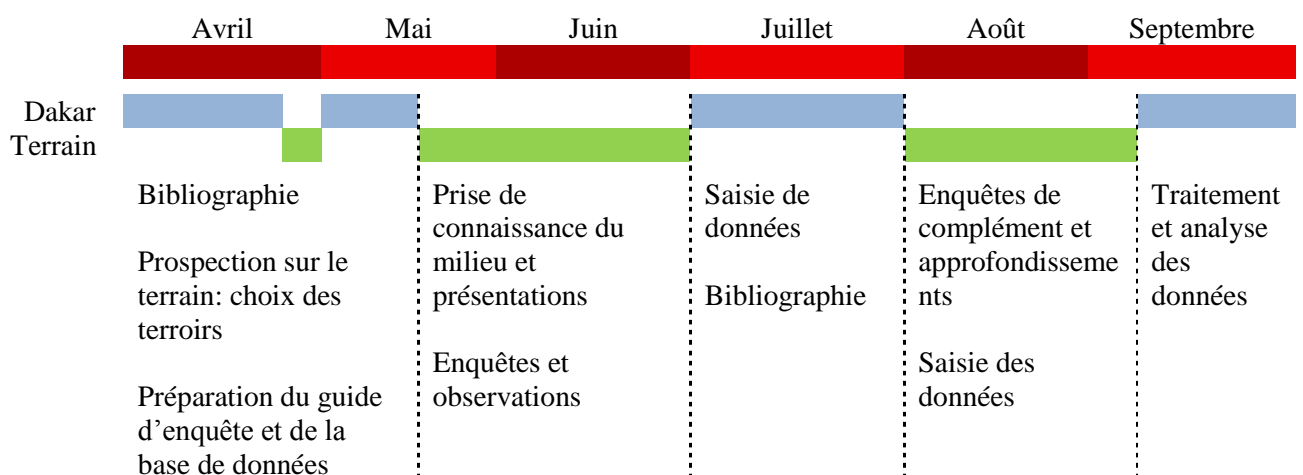 Avril Mai Juin Juillet Août Septembre
Dakar
Terrain
Bibliographie
Prospection sur le
terrain: choix des
terroirs
Préparation du guide
d’enquête et de la
base de données
Prise de
connaissance du
milieu et
présentations
Enquêtes et
observations
Saisie de
données
Bibliographie
Enquêtes de
complément et
approfondisseme
nts
Saisie des
données
Traitement
et analyse
des
données